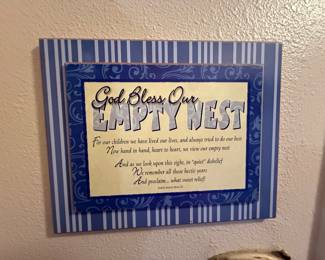 God Bless Our
EMPTY NEST
For our children we have lived our lives, and always tried to do our best
Now hand in hand, heart to heart, we view our empty nest
And as we look upon this sight, in "quiet" disbelief
We remember all those hectic years
And proclaim... what sweet relief!